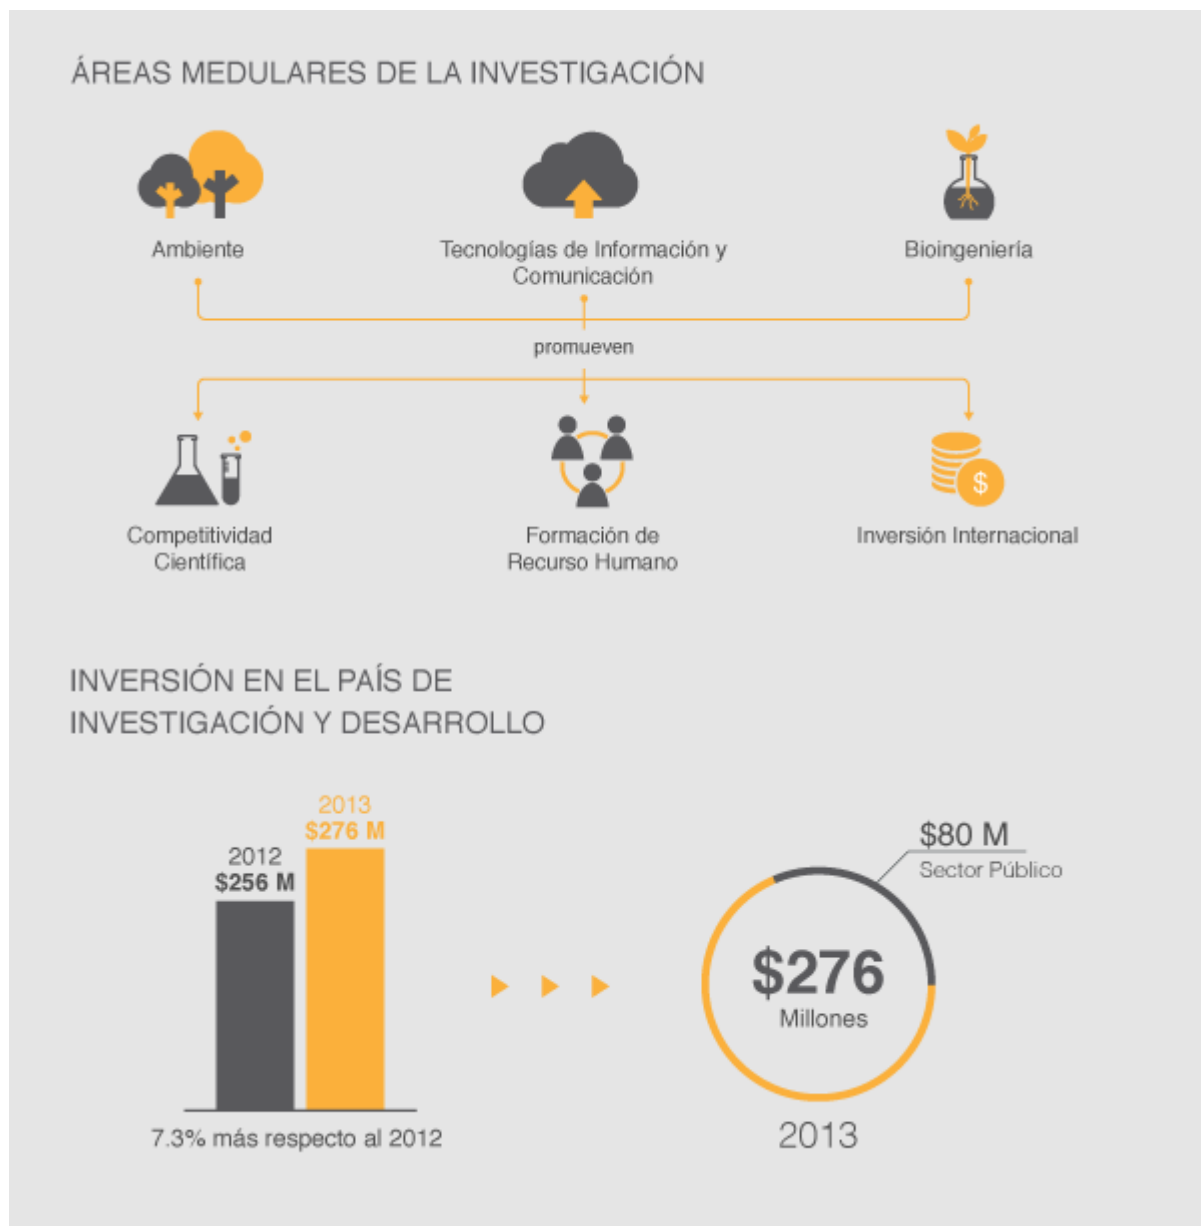 ÁREAS MEDULARES DE LA INVESTIGACIÓN
Ambiente
Tecnologías de Información y
Comunicación
Bioingeniería
promueven
Competitividad
Científica
Formación de
Recurso Humano
$
Inversión Internacional
INVERSIÓN EN EL PAÍS DE
INVESTIGACIÓN Y DESARROLLO
2012
$256 M
2013
$276 M
7.3% más respecto al 2012
$80 M
Sector Público
$276
Millones
2013